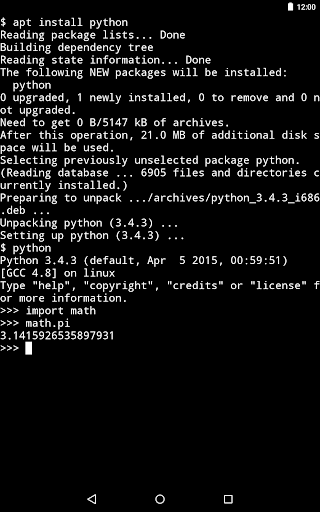 12:00
$ apt install python
Reading package lists... Done
Building dependency tree
Reading state information... Done
The following NEW packages will be installed:
  python
0 upgraded, 1 newly installed, 0 to remove and 0 n
ot upgraded.
Need to get 0 B/5147 kB of archives.
After this operation, 21.0 MB of additional disk s
pace will be used.
Selecting previously unselected package python.
(Reading database ... 6905 files and directories c
urrently installed.)
Preparing to unpack .../archives/python_3.4.3_i686
.deb ...
Unpacking python (3.4.3) ...
Setting up python (3.4.3) ...
$ python
Python 3.4.3 (default, Apr  5 2015, 00:59:51)
[GCC 4.8] on linux
Type "help", "copyright", "credits" or "license" f
or more information.
>>> import math
>>> math.pi
3.1415926535897931
>>>